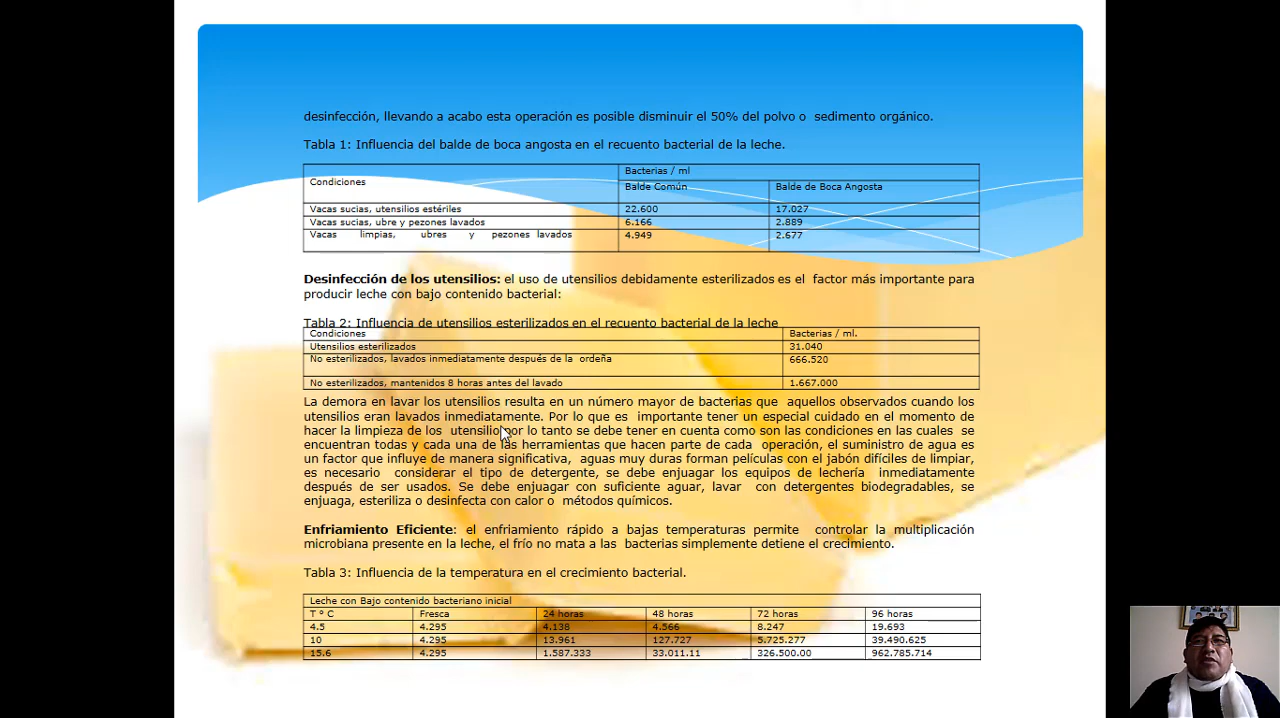 desinfección, llevando a acabo esta operación es posible disminuir el 50% del polvo o sedimento orgánico.
Tabla 1: Influencia del balde de boca angosta en el recuento bacterial de la leche.
Condiciones Bacterias / ml
Balde Común Balde de Boca Angosta
Vacas sucias, utensilios estériles 22.600 17.027
Vacas sucias, ubre y pezones lavados 6.166 2.889
Vacas limpias, ubres y pezones lavados 4.949 2.677
Desinfección de los utensilios: el uso de utensilios debidamente esterilizados es el factor más importante para
producir leche con bajo contenido bacterial:
Tabla 2: Influencia de utensilios esterilizados en el recuento bacterial de la leche
Condiciones Bacterias / ml.
Utensilios esterilizados 31.040
No esterilizados, lavados inmediatamente después de la ordeña 666.520
No esterilizados, mantenidos 8 horas antes del lavado 1.667.000
La demora en lavar los utensilios resulta en un número mayor de bacterias que aquellos observados cuando los
utensilios eran lavados inmediatamente. Por lo que es importante tener un especial cuidado en el momento de
hacer la limpieza de los utensilio por lo tanto se debe tener en cuenta como son las condiciones en las cuales se
encuentran todas y cada una de las herramientas que hacen parte de cada operación, el suministro de agua es
un factor que influye de manera significativa, aguas muy duras forman películas con el jabón difíciles de limpiar,
es necesario considerar el tipo de detergente, se debe enjuagar los equipos de lechería inmediatamente
después de ser usados. Se debe enjuagar con suficiente aguar, lavar con detergentes biodegradables, se
enjuaga, esteriliza o desinfecta con calor o métodos químicos.
Enfriamiento Eficiente: el enfriamiento rápido a bajas temperaturas permite controlar la multiplicación
microbiana presente en la leche, el frío no mata a las bacterias simplemente detiene el crecimiento.
Tabla 3: Influencia de la temperatura en el crecimiento bacterial.
Leche con Bajo contenido bacteriano inicial
T ° C Fresca 24 horas 48 horas 72 horas 96 horas
4.5 4.295 4.138 4.566 8.247 19.693
10 4.295 13.961 127.727 5.725.277 39.490.625
15.6 4.295 1.587.333 33.011.11 326.500.00 962.785.714